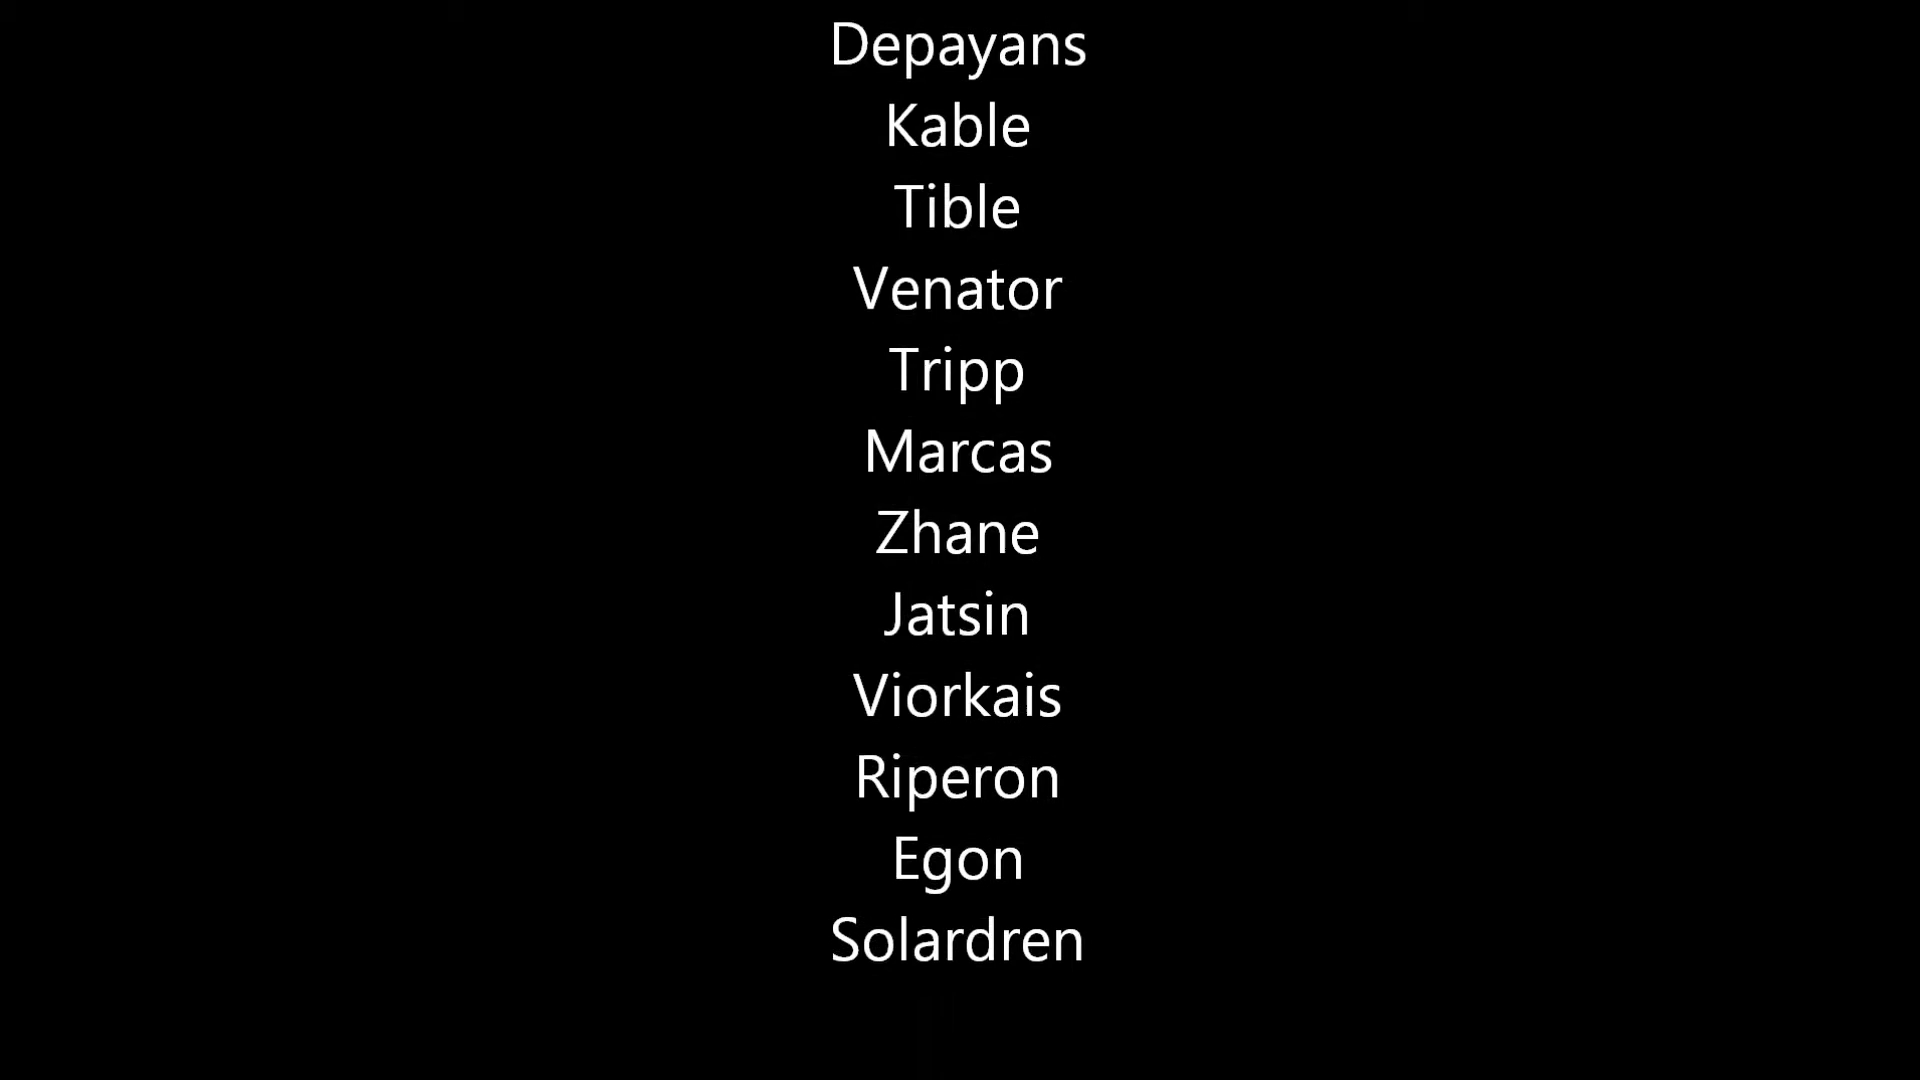 Depayans
Kable
Tible
Venator
Tripp
Marcas
Zhane
Jatsin
Viorkais
Riperon
Egon
Solardren